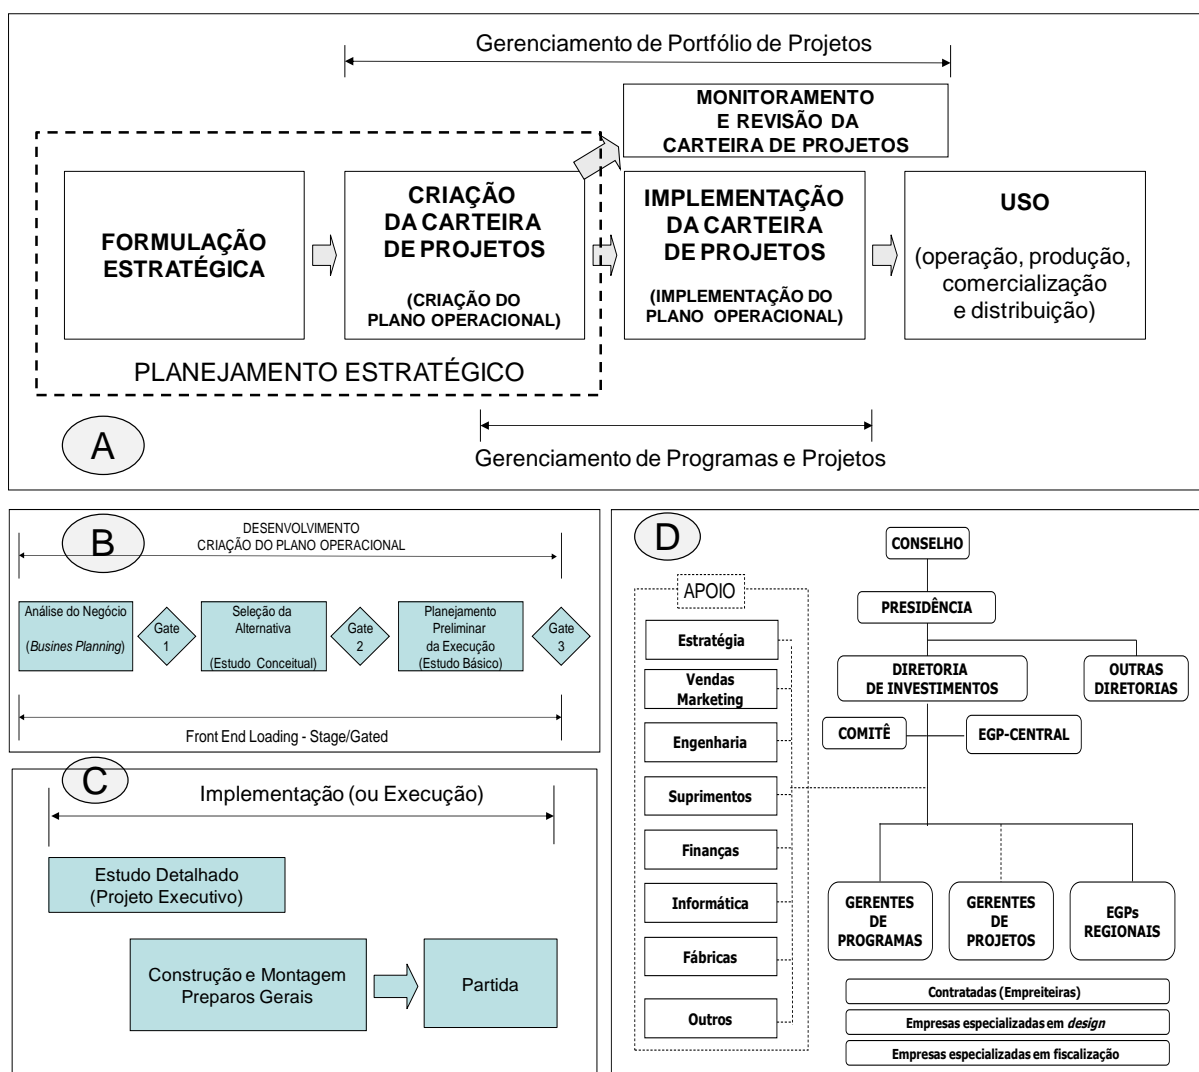 Gerenciamento de Portfólio de Projetos
MONITORAMENTO
E REVISÃO DA
CARTEIRA DE PROJETOS
FORMULAÇÃO
ESTRATÉGICA
CRIAÇÃO
DA CARTEIRA
DE PROJETOS
(CRIAÇÃO DO
PLANO OPERACIONAL)
IMPLEMENTAÇÃO
DA CARTEIRA
DE PROJETOS
(IMPLEMENTAÇÃO DO
PLANO OPERACIONAL)
USO
(operação, produção,
comercialização
e distribuição)
PLANEJAMENTO ESTRATÉGICO
A
Gerenciamento de Programas e Projetos
B
DESENVOLVIMENTO
CRIAÇÃO DO PLANO OPERACIONAL
Análise do Negócio
(Busines Planning)
Gate
1
Seleção da
Alternativa
(Estudo Conceitual)
Gate
2
Planejamento
Preliminar
da Execução
(Estudo Básico)
Gate
3
Front End Loading - Stage/Gated
C
Implementação (ou Execução)
Estudo Detalhado
(Projeto Executivo)
Construção e Montagem
Preparos Gerais
Partida
D
APOIO
Estratégia
Vendas
Marketing
Engenharia
Suprimentos
Finanças
Informática
Fábricas
Outros
CONSELHO
PRESIDÊNCIA
DIRETORIA
DE INVESTIMENTOS
OUTRAS
DIRETORIAS
COMITÊ
EGP-CENTRAL
GERENTES
DE
PROGRAMAS
GERENTES
DE
PROJETOS
EGPs
REGIONAIS
Contratadas (Empreiteiras)
Empresas especializadas em design
Empresas especializadas em fiscalização